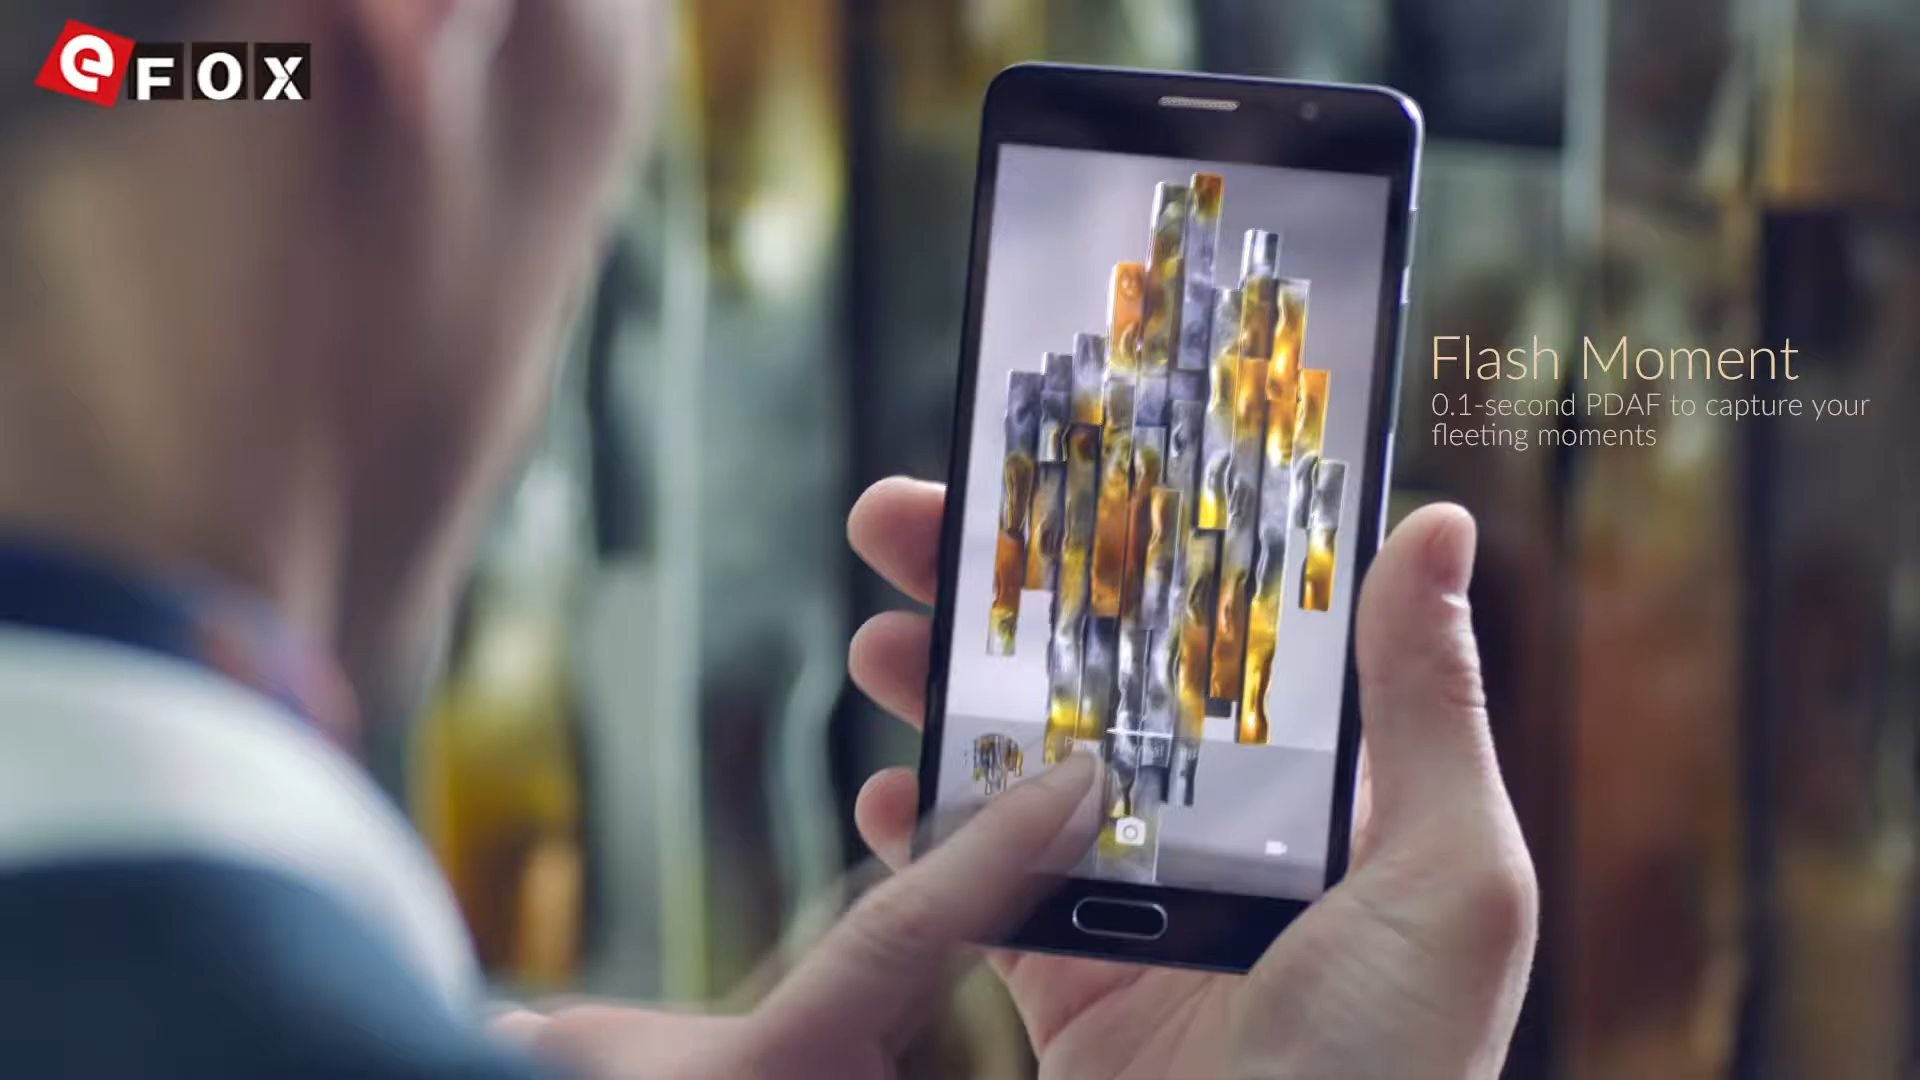 eFOX
Flash Moment
0.1-second PDAF to capture your
fleeting moments